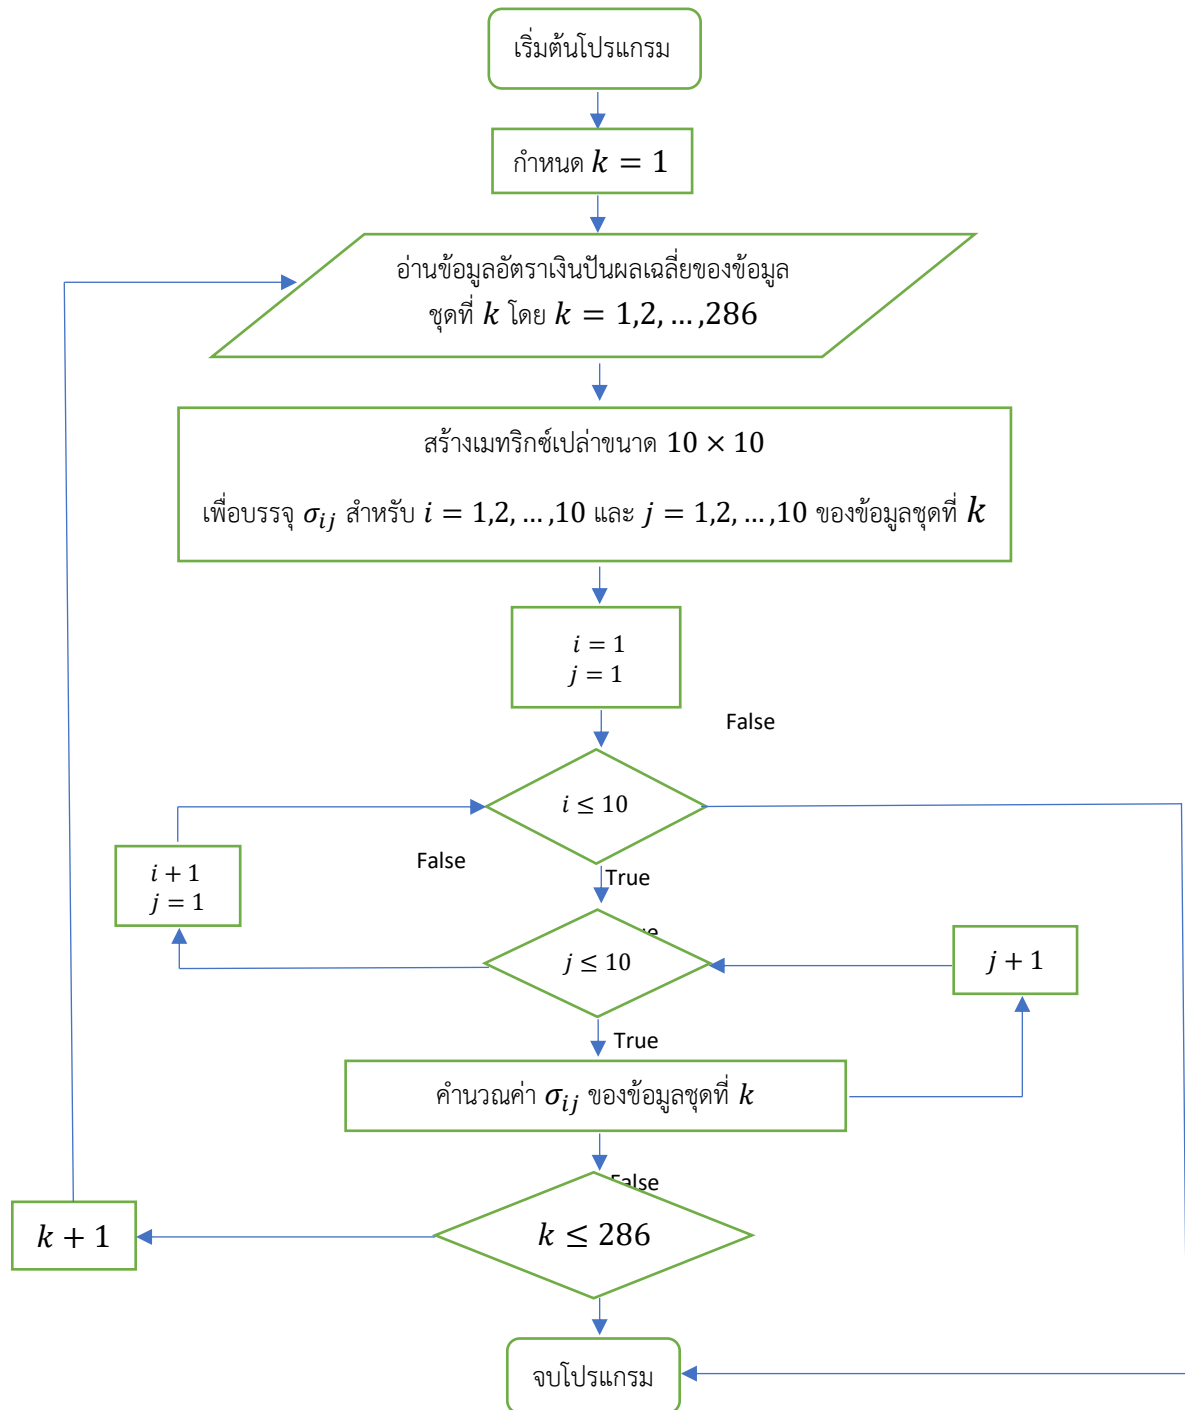 เริ่มต้นโปรแกรม
กำหนด k = 1
อ่านข้อมูลอัตราเงินปันผลเฉลี่ยของข้อมูล
ชุดที่ k โดย k = 1,2, … ,286
สร้างเมทริกซ์เปล่าขนาด 10 × 10
เพื่อบรรจุ σij สำหรับ i = 1,2, … ,10 และ j = 1,2, … ,10 ของข้อมูลชุดที่ k
i = 1
j = 1
False
i ≤ 10
False
i + 1
j = 1
True
j ≤ 10
j + 1
True
คำนวณค่า σij ของข้อมูลชุดที่ k
False
k ≤ 286
k + 1
จบโปรแกรม